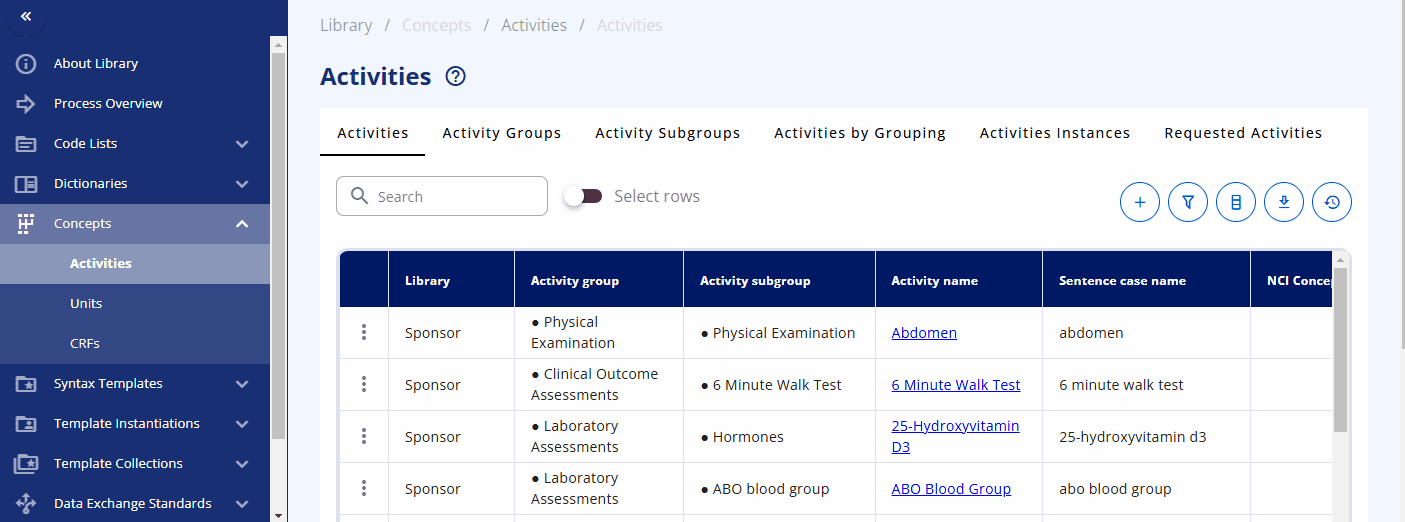 «
About Library
Process Overview
Code Lists
Dictionaries
Concepts
Activities
Units
CRFs
Syntax Templates
Template Instantiations
Template Collections
Data Exchange Standards
Library / Concepts / Activities / Activities
Activities ?
Activities Activity Groups Activity Subgroups Activities by Grouping Activities Instances Requested Activities
Search Select rows
Library Activity group Activity subgroup Activity name Sentence case name NCI Concep
Sponsor ● Physical Examination ● Physical Examination Abdomen abdomen
Sponsor ● Clinical Outcome Assessments ● 6 Minute Walk Test 6 Minute Walk Test 6 minute walk test
Sponsor ● Laboratory Assessments ● Hormones 25-Hydroxyvitamin D3 25-hydroxyvitamin d3
Sponsor ● Laboratory Assessments ● ABO blood group ABO Blood Group abo blood group